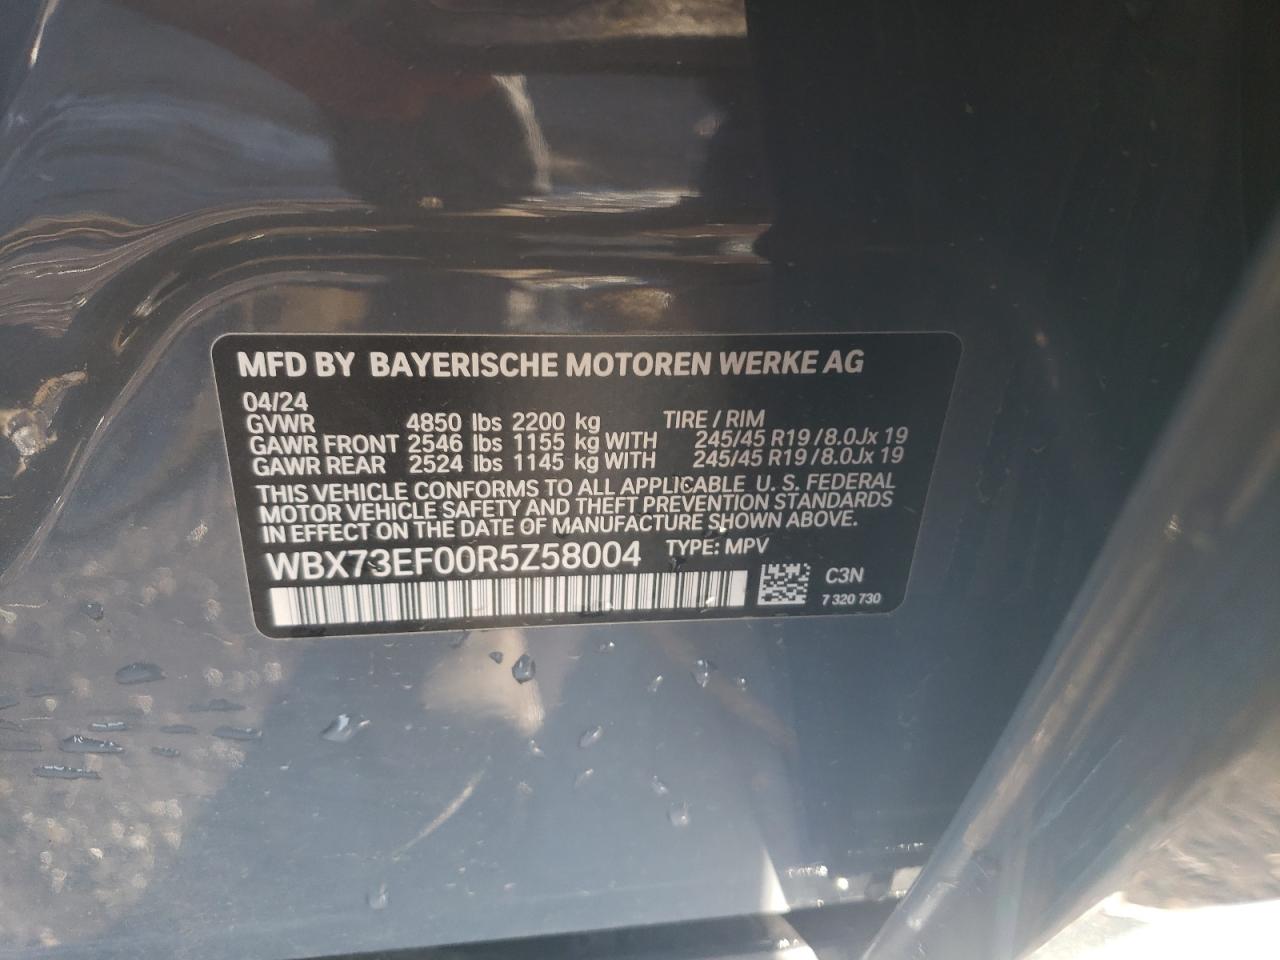 MFD BY BAYERISCHE MOTOREN WERKE AG
04/24
GVWR 4850 lbs 2200 kg TIRE / RIM
GAWR FRONT 2546 lbs 1155 kg WITH 245/45 R19 /8.0Jx 19
GAWR REAR 2524 lbs 1145 kg WITH 245/45 R19 /8.0Jx 19
THIS VEHICLE CONFORMS TO ALL APPLICABLE U. S. FEDERAL
MOTOR VEHICLE SAFETY AND THEFT PREVENTION STANDARDS
IN EFFECT ON THE DATE OF MANUFACTURE SHOWN ABOVE.
WBX73EF00R5Z58004 TYPE: MPV
C3N
7 320 730